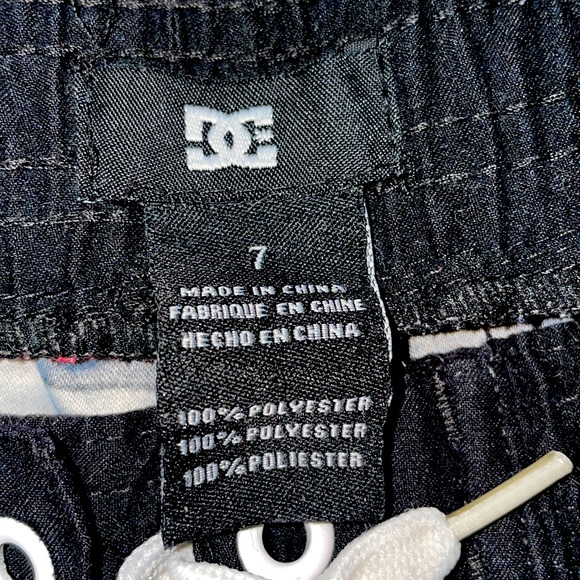 DC
7
MADE IN CHINA
FABRIQUE EN CHINE
HECHO EN CHINA
100% POLYESTER
100% POLYESTER
100% POLIESTER